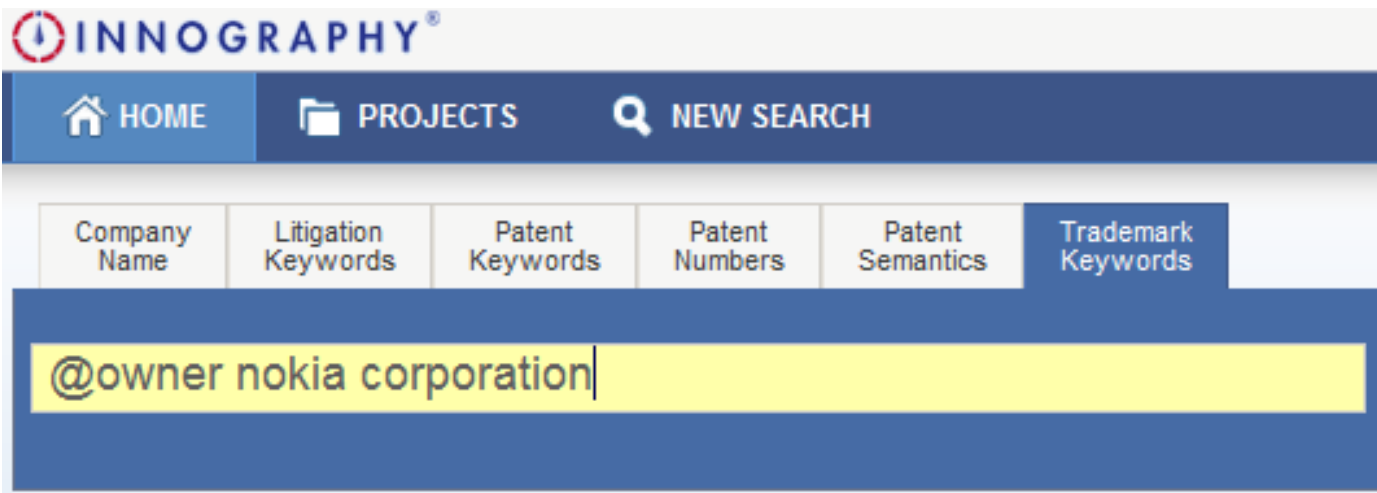 INNOGRAPHY®
HOME PROJECTS NEW SEARCH
Company Name Litigation Keywords Patent Keywords Patent Numbers Patent Semantics Trademark Keywords
@owner nokia corporation